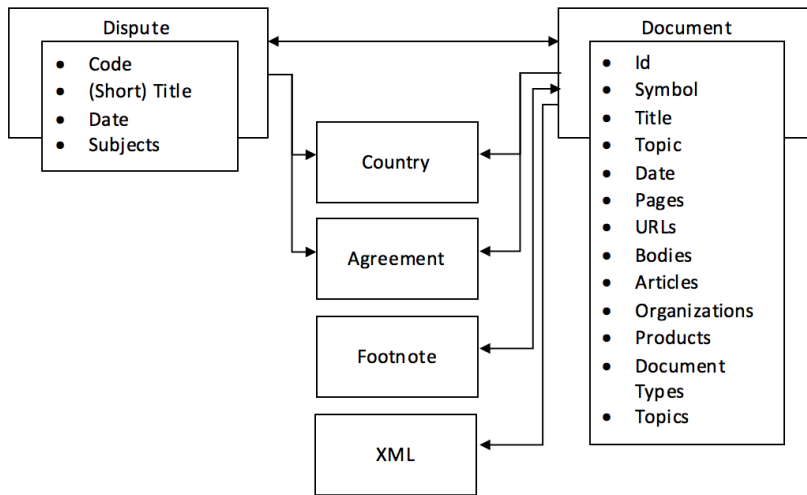 Dispute
• Code
• (Short) Title
• Date
• Subjects
Country
Agreement
Footnote
XML
Document
• Id
• Symbol
• Title
• Topic
• Date
• Pages
• URLs
• Bodies
• Articles
• Organizations
• Products
• Document
Types
• Topics